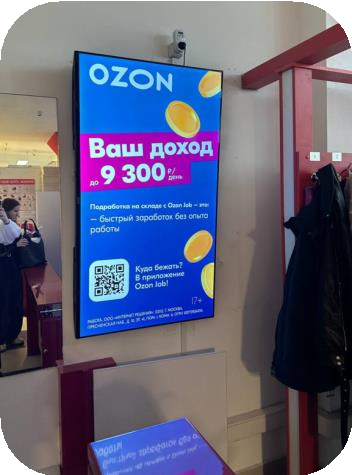 OZON
Ваш доход
до 9 300 ₽/
день
Подработка на складе с Ozon Job — это:
— быстрый заработок без опыта
работы
Куда бежать?
В приложение
Ozon Job!
17+